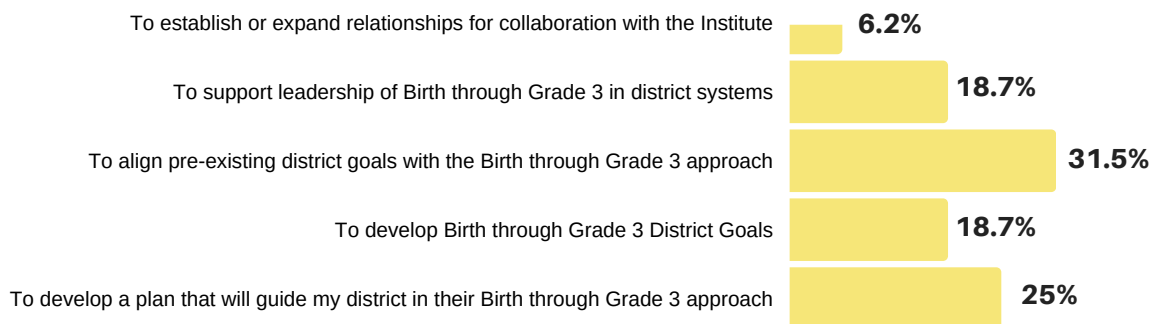 To establish or expand relationships for collaboration with the Institute 6.2%
To support leadership of Birth through Grade 3 in district systems 18.7%
To align pre-existing district goals with the Birth through Grade 3 approach 31.5%
To develop Birth through Grade 3 District Goals 18.7%
To develop a plan that will guide my district in their Birth through Grade 3 approach 25%